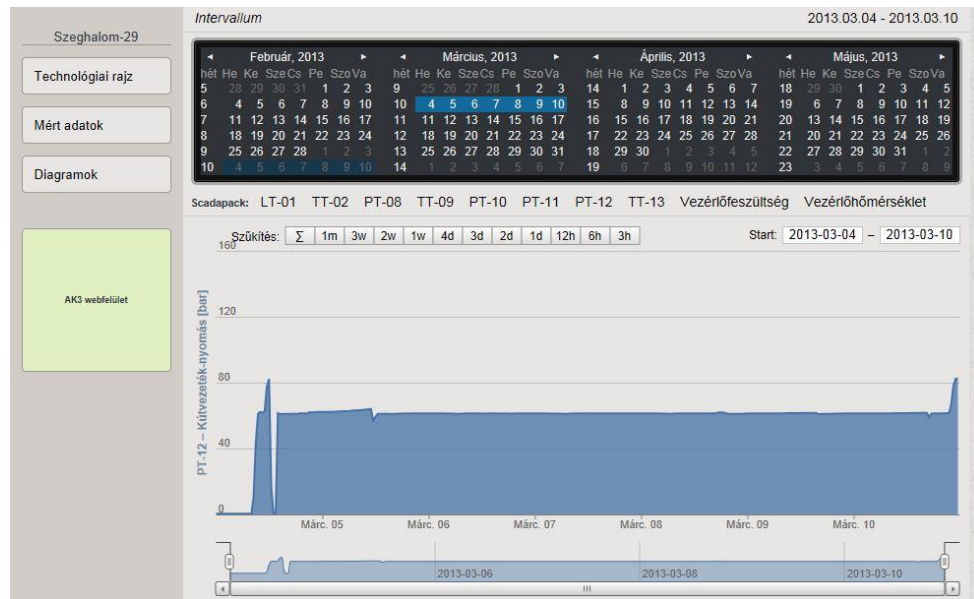 Szeghalom-29
Technológiai rajz
Mért adatok
Diagramok
AK3 webfelület
Intervallum 2013.03.04 - 2013.03.10
◄ Február, 2013 ►
hét He Ke Sze Cs Pe Szo Va
5 28 29 30 31 1 2 3
6 4 5 6 7 8 9 10
7 11 12 13 14 15 16 17
8 18 19 20 21 22 23 24
9 25 26 27 28 1 2 3
10 4 5 6 7 8 9 10
◄ Március, 2013 ►
hét He Ke Sze Cs Pe Szo Va
9 25 26 27 28 1 2 3
10 4 5 6 7 8 9 10
11 11 12 13 14 15 16 17
12 18 19 20 21 22 23 24
13 25 26 27 28 29 30 31
14 1 2 3 4 5 6 7
◄ Április, 2013 ►
hét He Ke Sze Cs Pe Szo Va
14 1 2 3 4 5 6 7
15 8 9 10 11 12 13 14
16 15 16 17 18 19 20 21
17 22 23 24 25 26 27 28
18 29 30 1 2 3 4 5
19 6 7 8 9 10 11 12
◄ Május, 2013 ►
hét He Ke Sze Cs Pe Szo Va
18 29 30 1 2 3 4 5
19 6 7 8 9 10 11 12
20 13 14 15 16 17 18 19
21 20 21 22 23 24 25 26
22 27 28 29 30 31 1 2
23 3 4 5 6 7 8 9
Scadapack: LT-01 TT-02 PT-08 TT-09 PT-10 PT-11 PT-12 TT-13 Vezérlőfeszültség Vezérlőhőmérséklet
Szűkítés: Σ 1m 3w 2w 1w 4d 3d 2d 1d 12h 6h 3h Start: 2013-03-04 – 2013-03-10
160
120
80
40
0
PT-12 – Kútvezeték-nyomás [bar]
Márc. 05 Márc. 06 Márc. 07 Márc. 08 Márc. 09 Márc. 10
2013-03-06 2013-03-08 2013-03-10